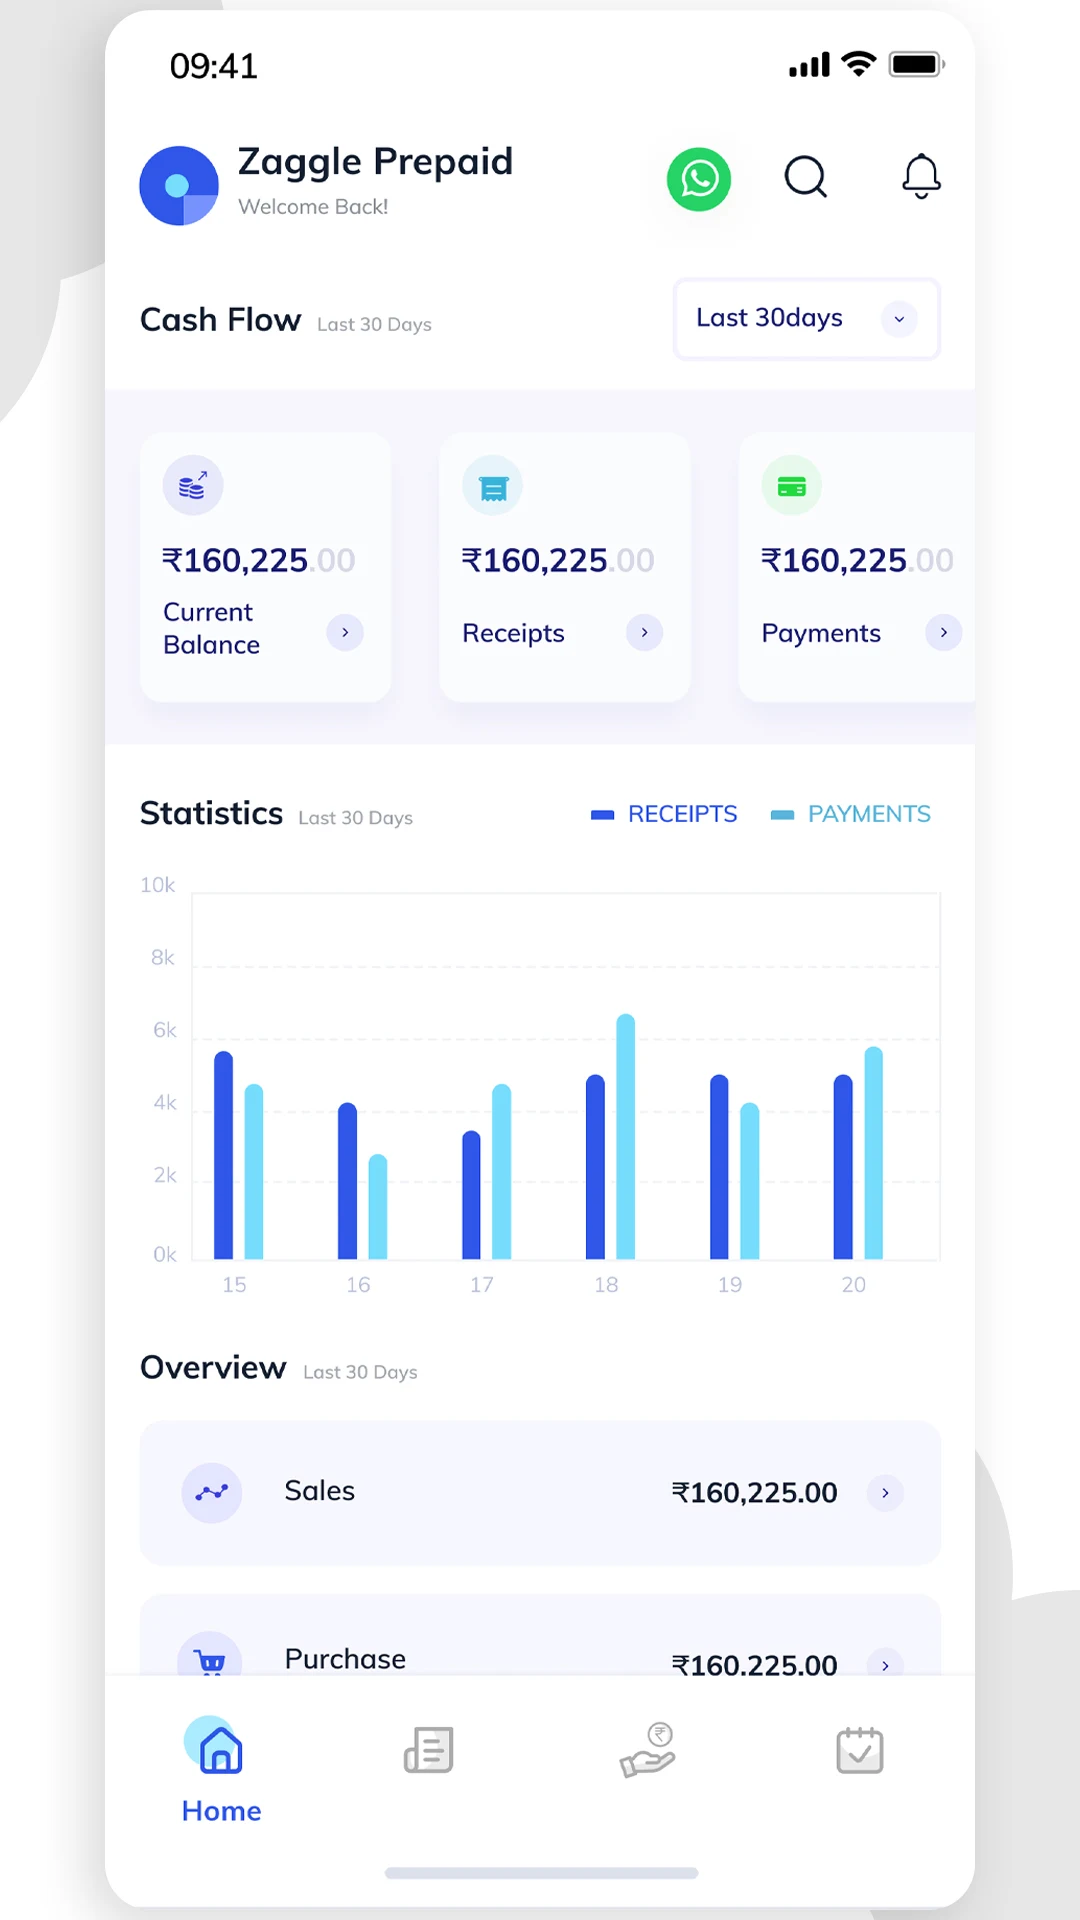 09:41
Zaggle Prepaid
Welcome Back!
Cash Flow Last 30 Days
Last 30days
₹160,225.00
Current
Balance
₹160,225.00
Receipts
₹160,225.00
Payments
Statistics Last 30 Days
RECEIPTS PAYMENTS
10k
8k
6k
4k
2k
0k
15 16 17 18 19 20
Overview Last 30 Days
Sales ₹160,225.00
Purchase ₹160,225.00
₹
Home